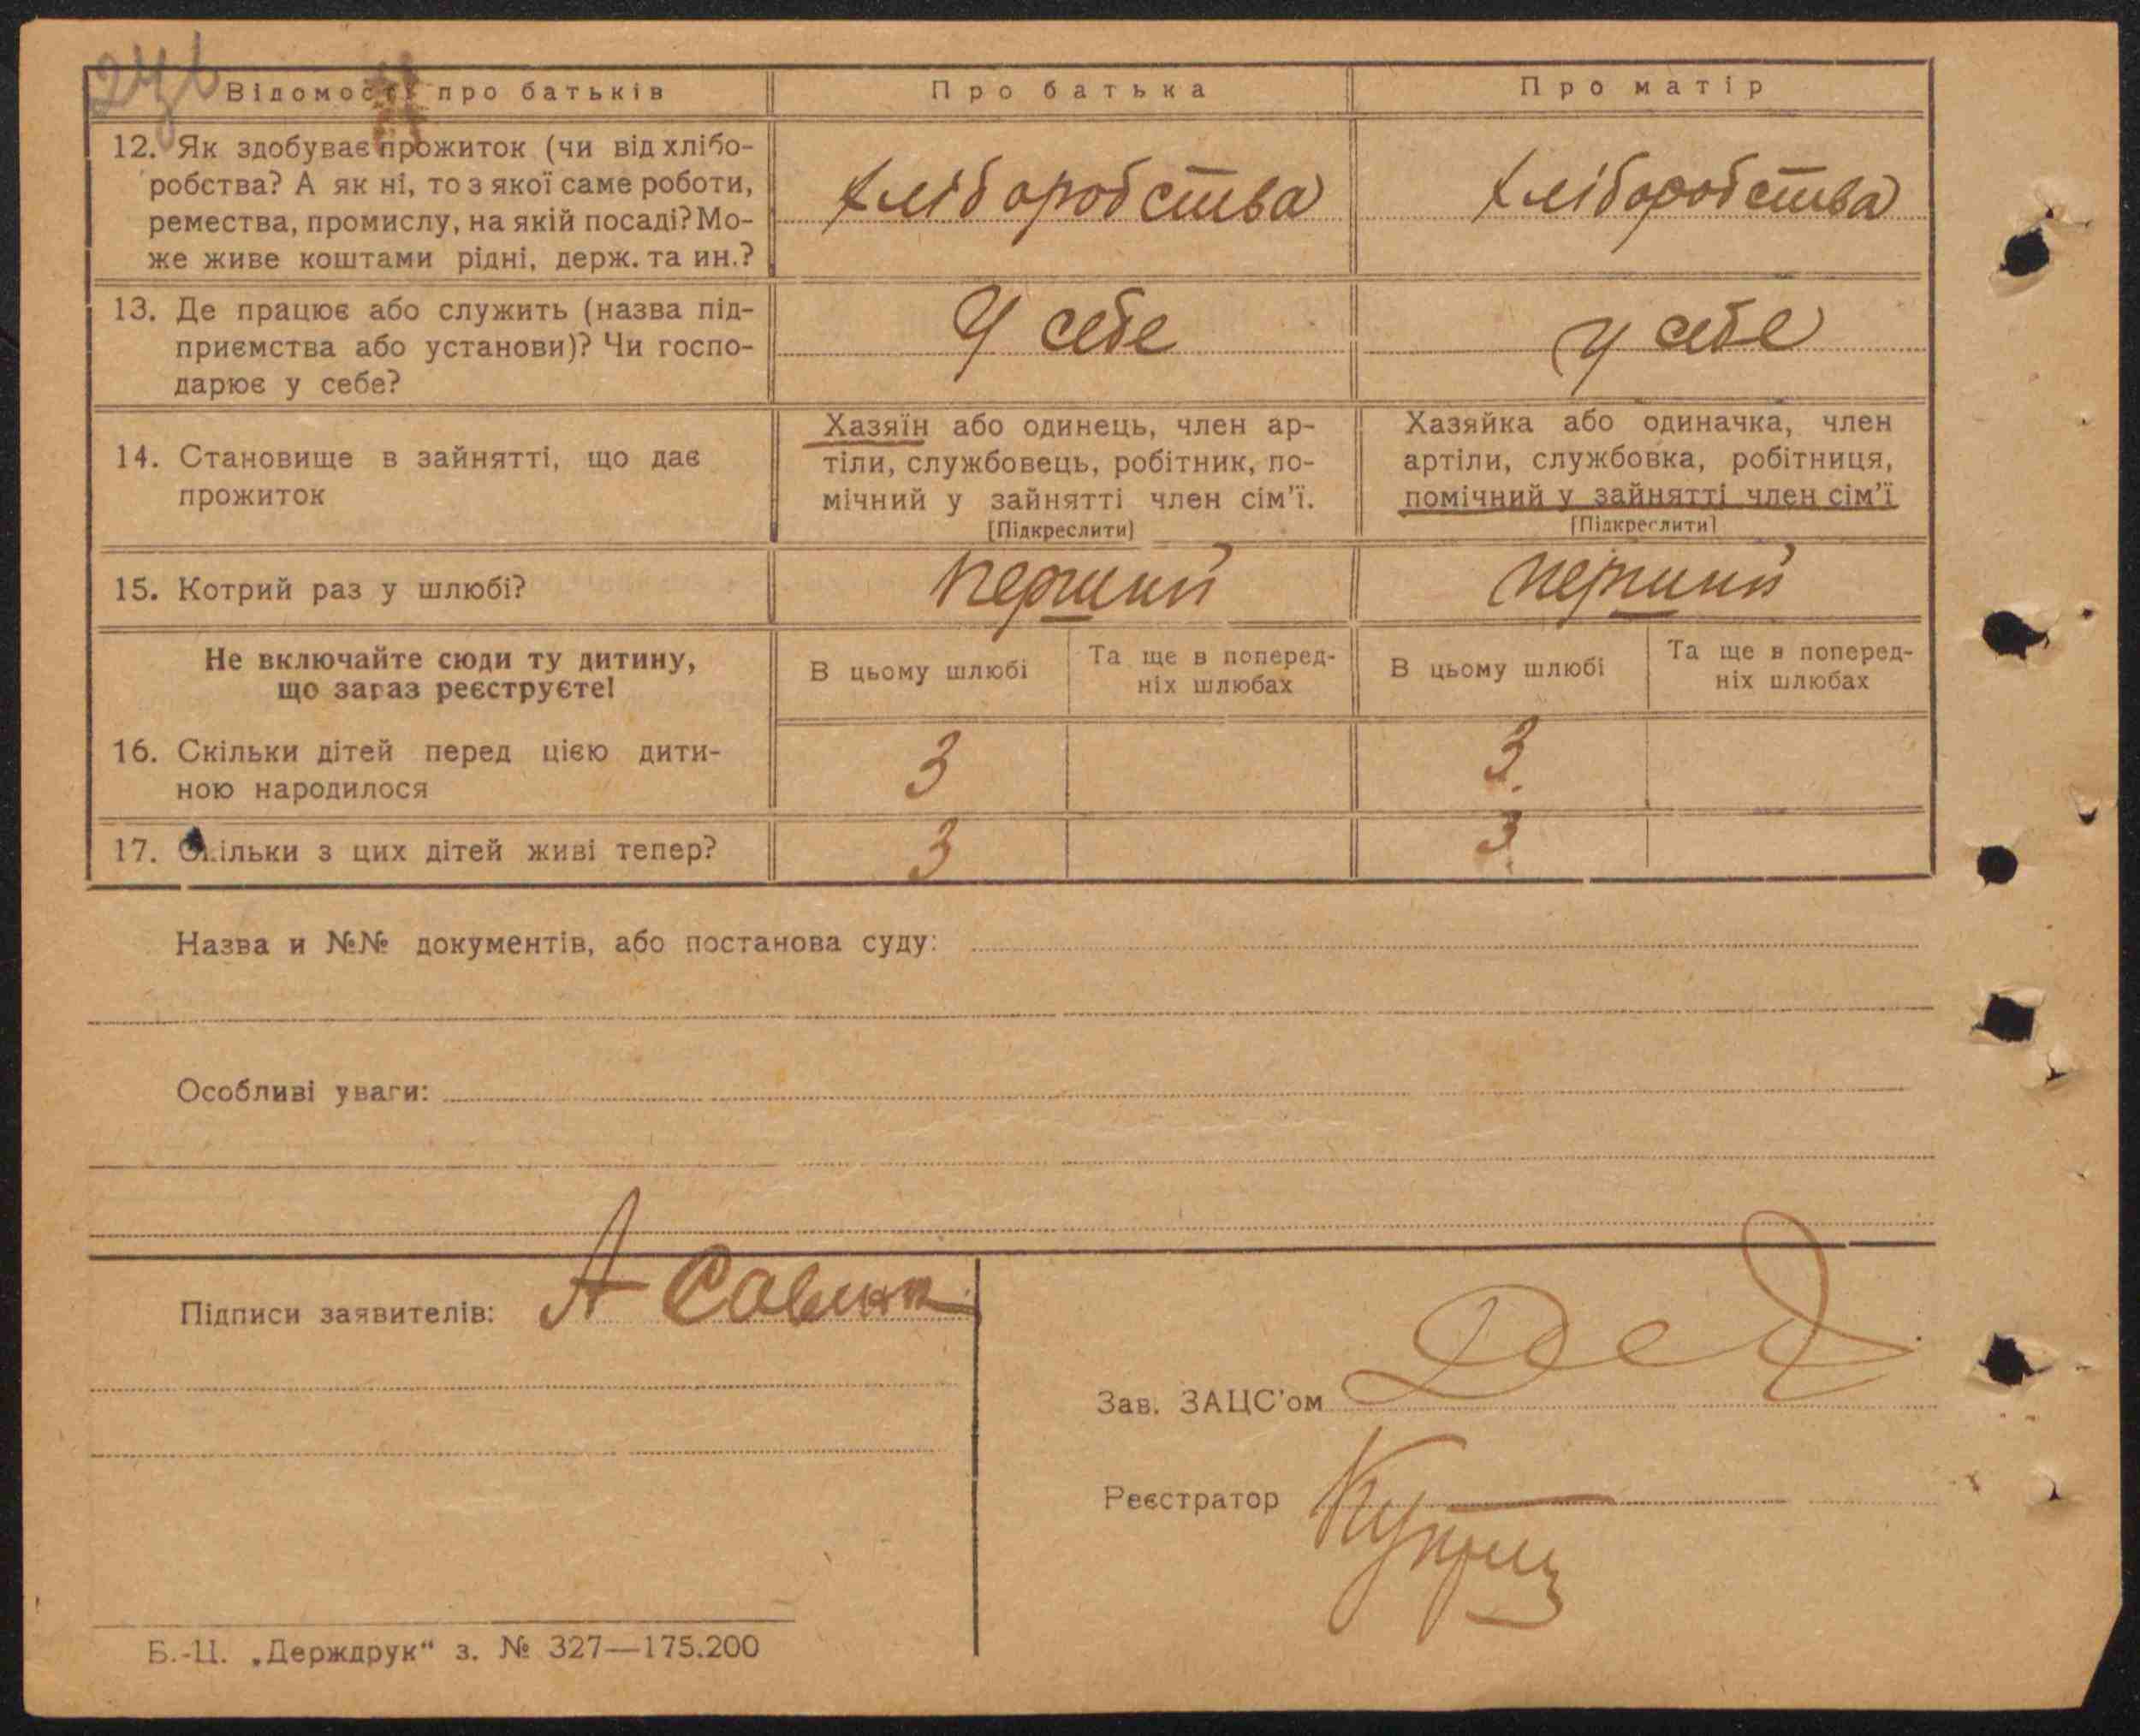 Відомості про батьків
Про батька
Про матір
12. Як здобуває прожиток (чи від хлібо-
робства? А як ні, то з якої саме роботи,
ремества, промислу, на якій посаді? Мо-
же живе коштами рідні, держ. та ин.?
хліборобства
хліборобства
13. Де працює або служить (назва під-
приємства або установи)? Чи госпо-
дарює у себе?
У себе
у себе
14. Становище в зайнятті, що дає
прожиток
Хазяїн або одинець, член ар-
тіли, службовець, робітник, по-
мічний у зайнятті член сім’ї.
[Підкреслити]
Хазяйка або одиначка, член
артіли, службовка, робітниця,
помічний у зайнятті член сім’ї
[Підкреслити]
15. Котрий раз у шлюбі?
перший
перший
Не включайте сюди ту дитину,
що зараз реєструєте!
В цьому шлюбі
Та ще в поперед-
ніх шлюбах
В цьому шлюбі
Та ще в поперед-
ніх шлюбах
16. Скільки дітей перед цією дити-
ною народилося
3
3.
17. Скільки з цих дітей живі тепер?
3
3.
Назва и №№ документів, або постанова суду:
Особливі уваги:
Підписи заявителів: А
Зав. ЗАЦС’ом
Реєстратор
Б.-Ц. „Держдрук“ з. № 327—175.200